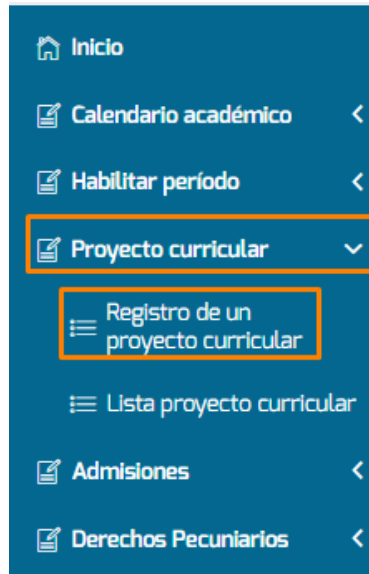 Inicio
Calendario académico
Habilitar período
Proyecto curricular
Registro de un
proyecto curricular
Lista proyecto curricular
Admisiones
Derechos Pecuniarios